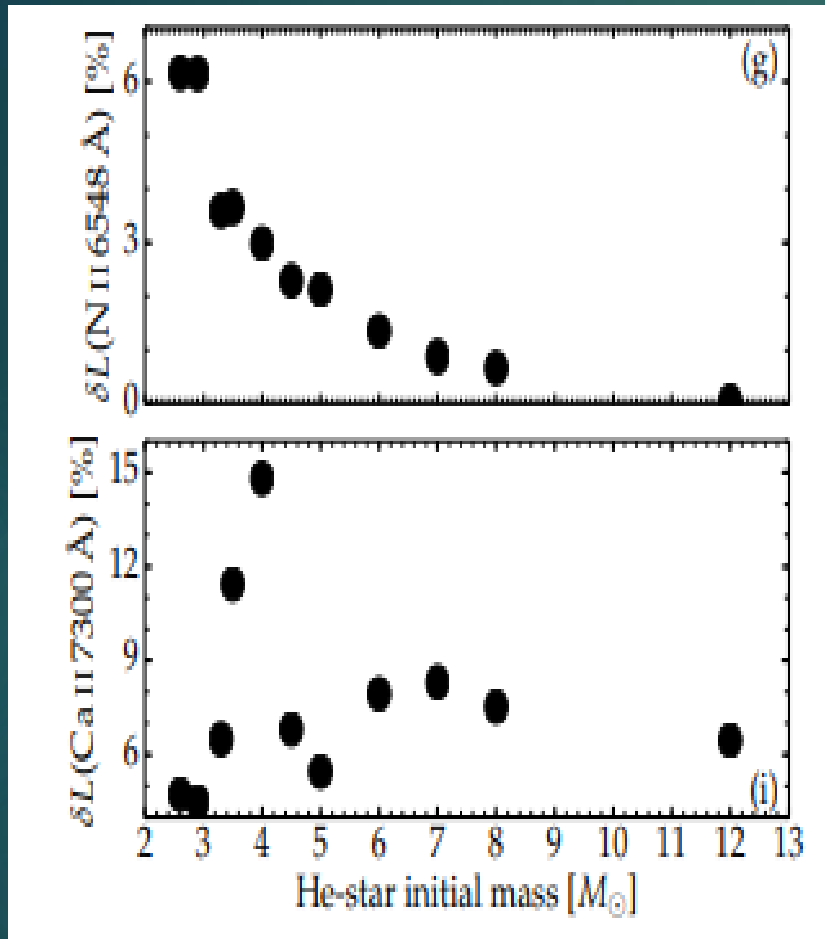 (g)
δL(N II 6548 Å) [%]
6
3
0
(i)
δL(Ca II 7300 Å) [%]
15
12
9
6
2 3 4 5 6 7 8 9 10 11 12 13
He-star initial mass [M☉]